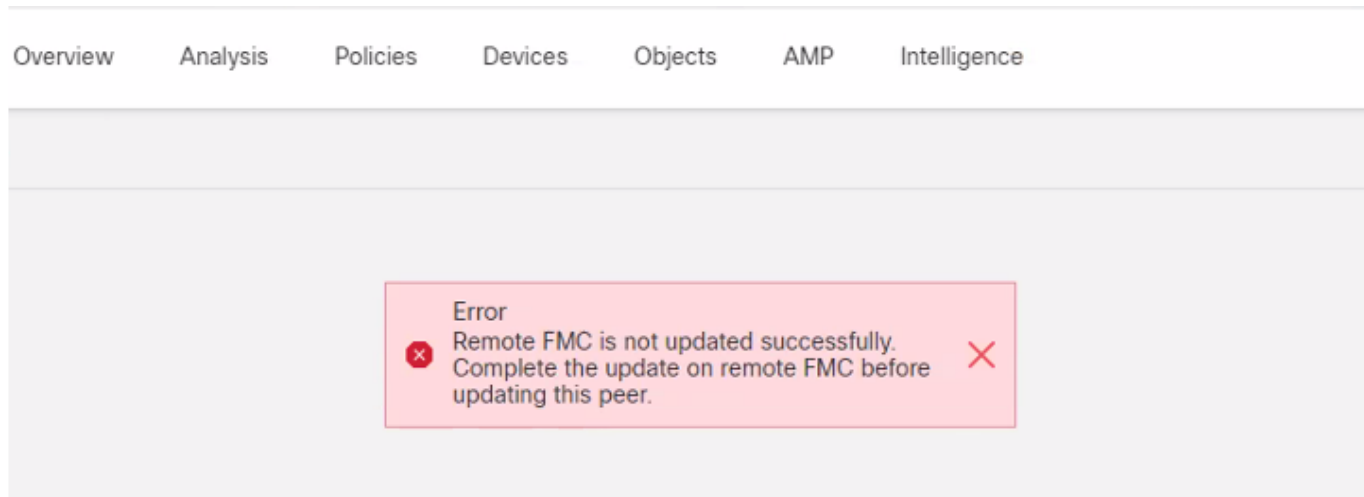 Overview Analysis Policies Devices Objects AMP Intelligence
Error
Remote FMC is not updated successfully.
Complete the update on remote FMC before
updating this peer.